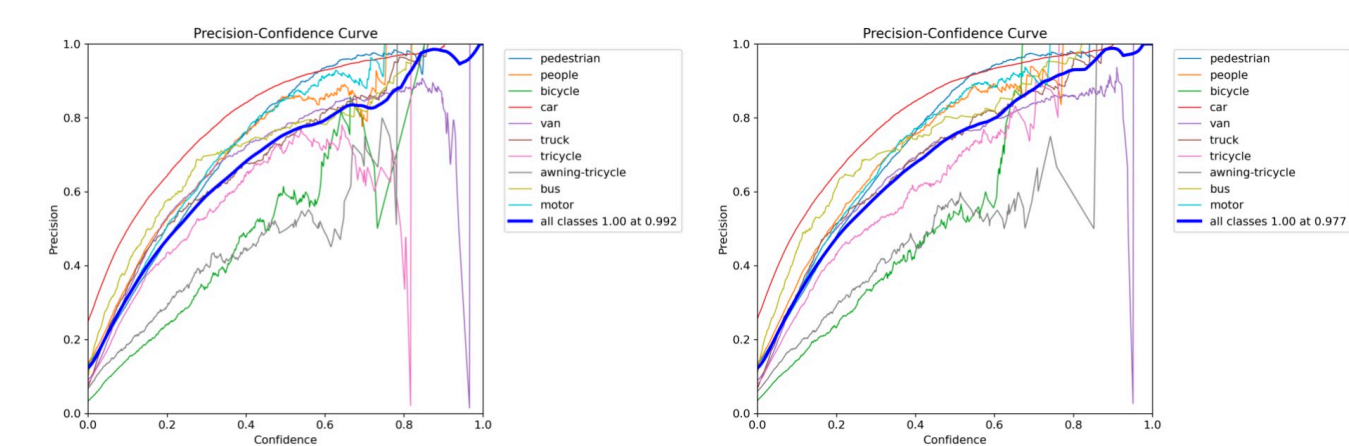 Precision-Confidence Curve
1.0
0.8
0.6
0.4
0.2
0.0
Precision
0.0 0.2 0.4 0.6 0.8 1.0
Confidence
pedestrian
people
bicycle
car
van
truck
tricycle
awning-tricycle
bus
motor
all classes 1.00 at 0.992
Precision-Confidence Curve
1.0
0.8
0.6
0.4
0.2
0.0
Precision
0.0 0.2 0.4 0.6 0.8 1.0
Confidence
pedestrian
people
bicycle
car
van
truck
tricycle
awning-tricycle
bus
motor
all classes 1.00 at 0.977